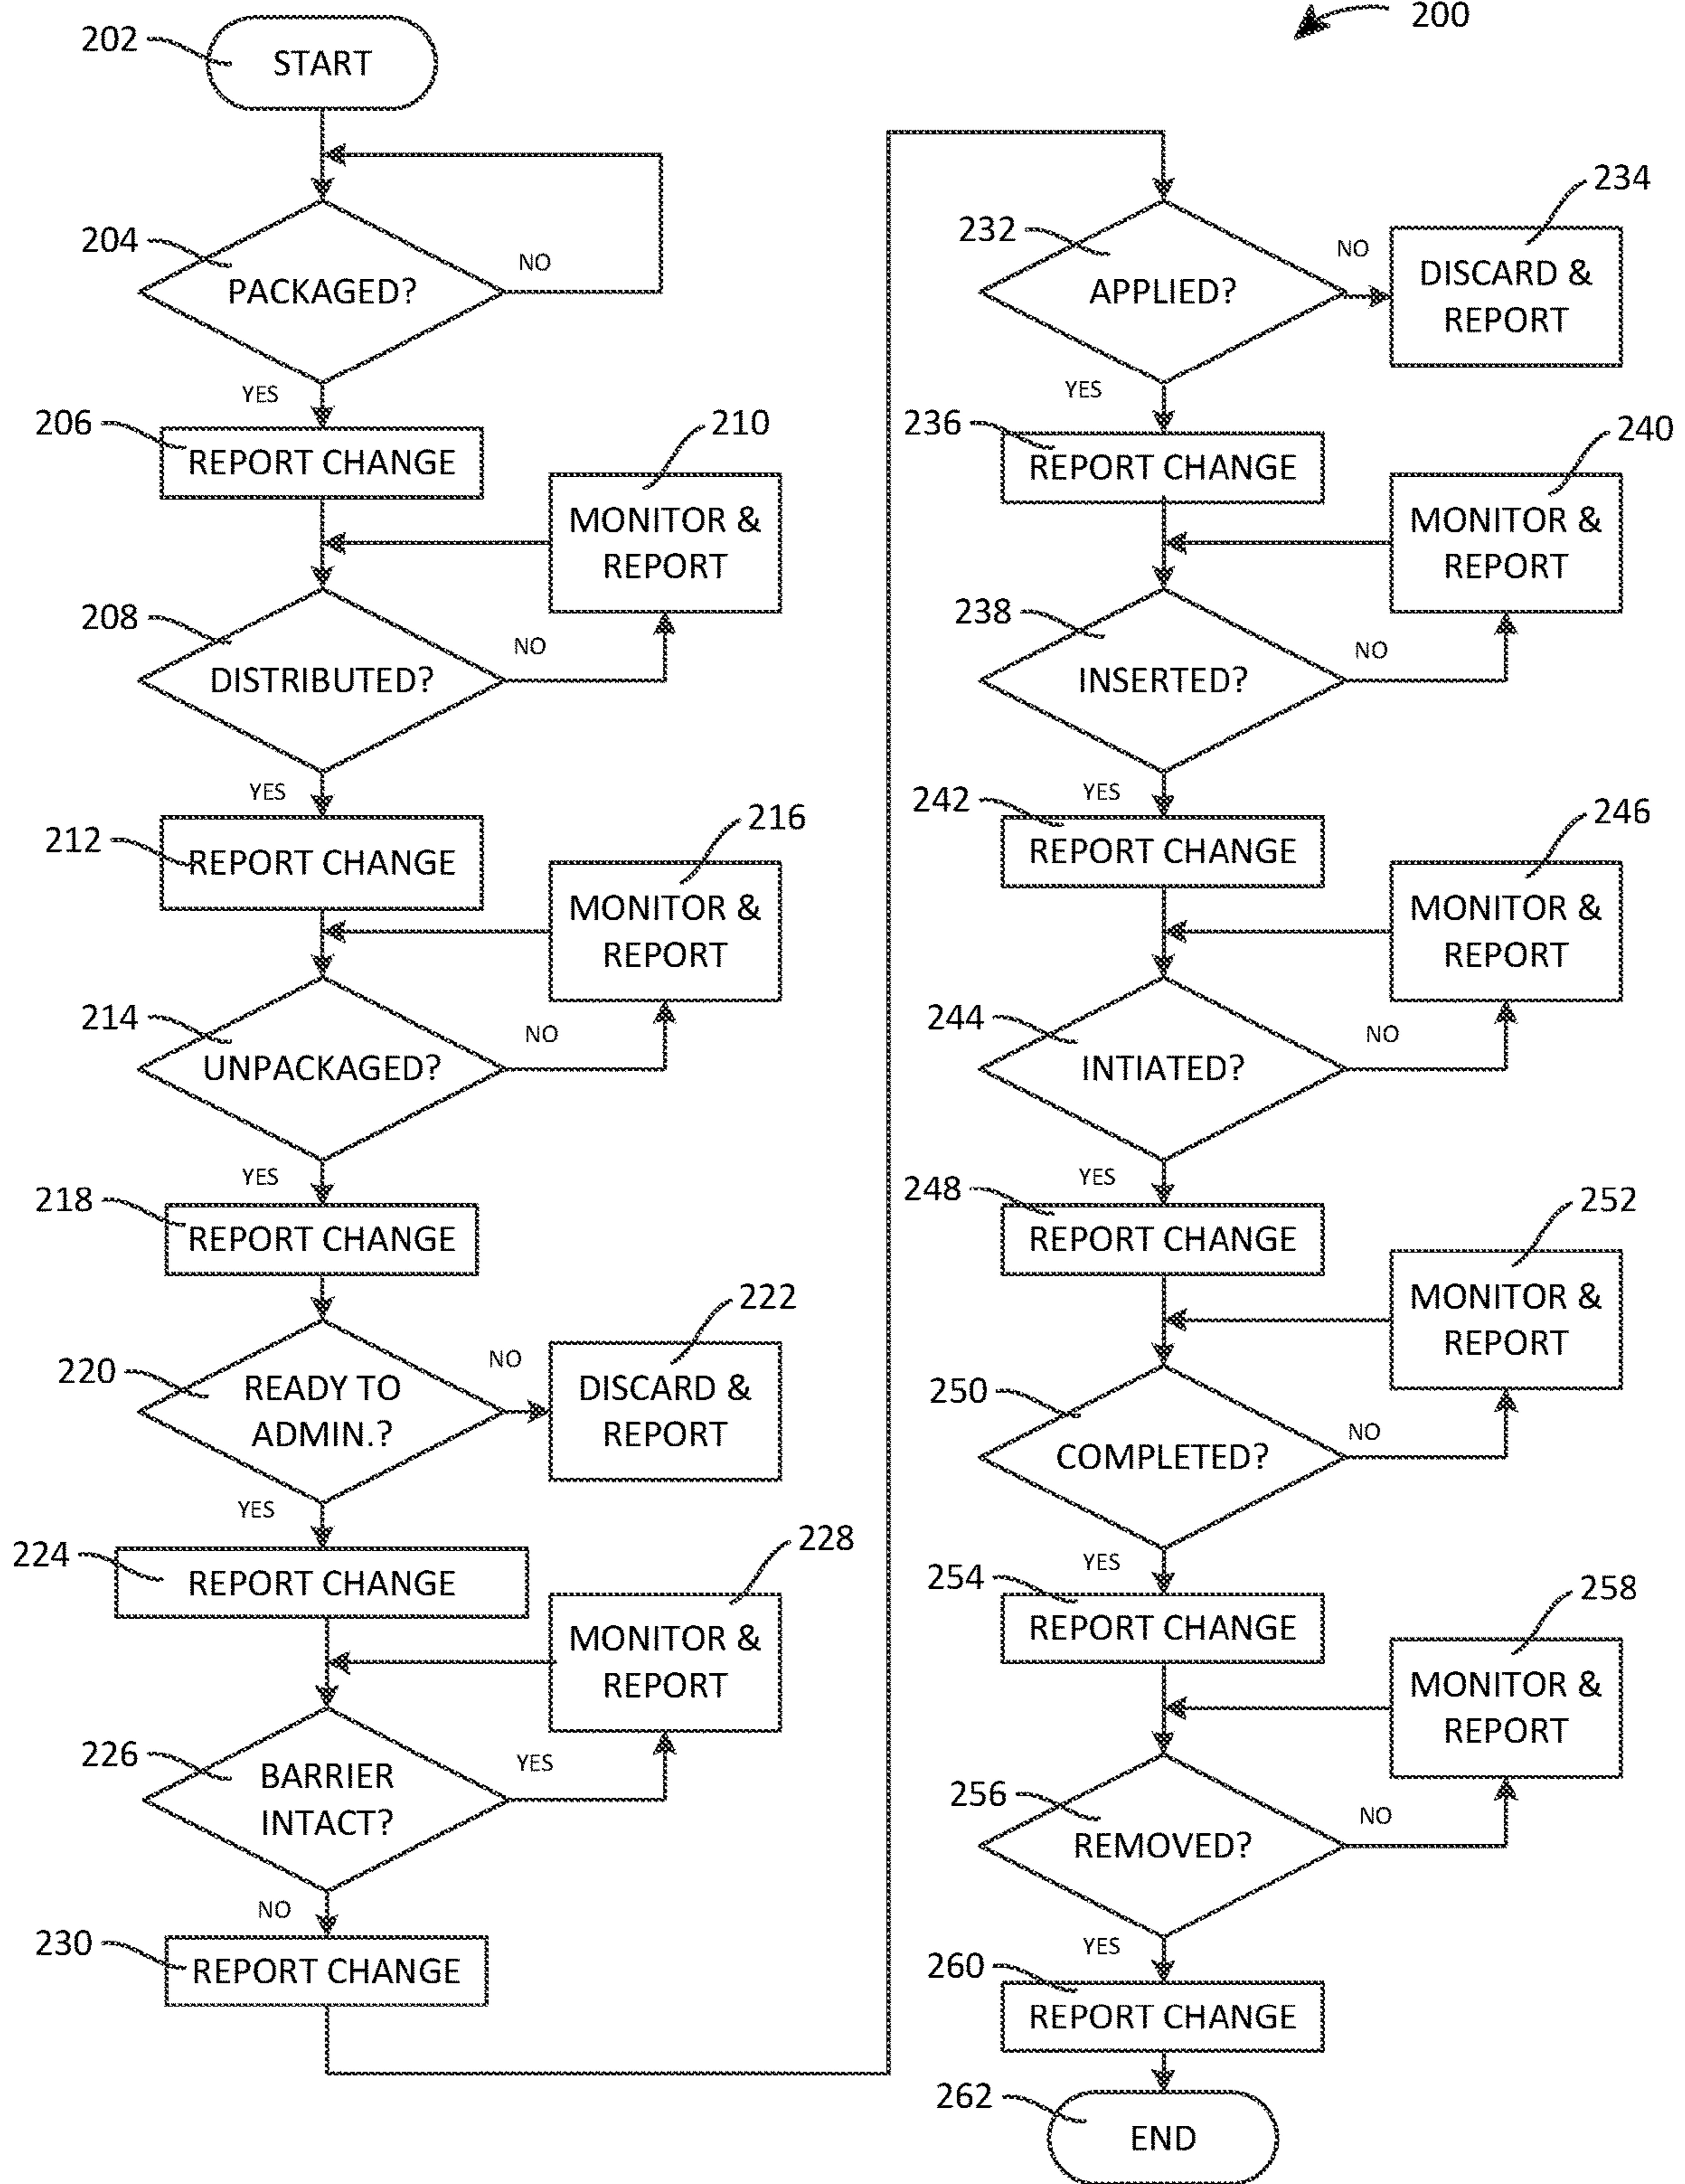 200
202
START
204
PACKAGED?
NO
YES
206
REPORT CHANGE
210
MONITOR &
REPORT
208
DISTRIBUTED?
NO
YES
212
REPORT CHANGE
216
MONITOR &
REPORT
214
UNPACKAGED?
NO
YES
218
REPORT CHANGE
220
READY TO
ADMIN.?
NO
222
DISCARD &
REPORT
YES
224
REPORT CHANGE
228
MONITOR &
REPORT
226
BARRIER
INTACT?
YES
NO
230
REPORT CHANGE
232
APPLIED?
NO
234
DISCARD &
REPORT
YES
236
REPORT CHANGE
240
MONITOR &
REPORT
238
INSERTED?
NO
YES
242
REPORT CHANGE
246
MONITOR &
REPORT
244
INTIATED?
NO
YES
248
REPORT CHANGE
252
MONITOR &
REPORT
250
COMPLETED?
NO
YES
254
REPORT CHANGE
258
MONITOR &
REPORT
256
REMOVED?
NO
YES
260
REPORT CHANGE
262
END